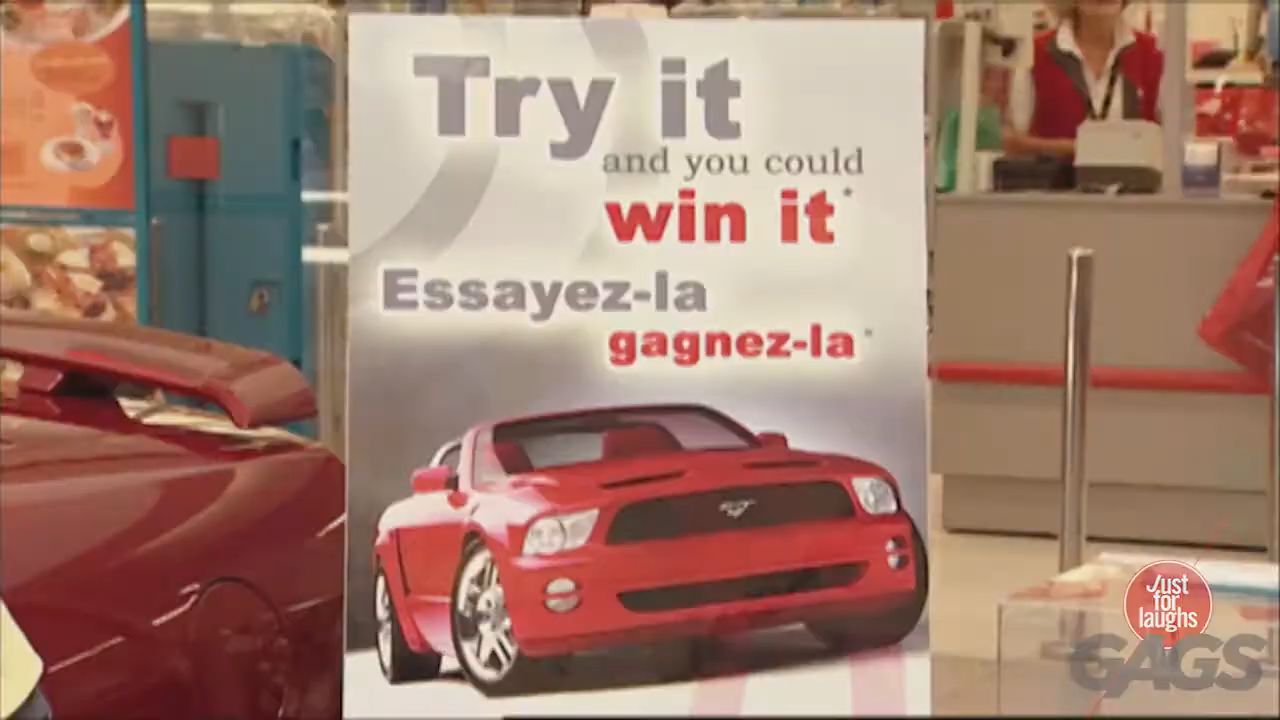 Try it
and you could
win it*
Essayez-la
gagnez-la*
Just
for
laughs
GAGS